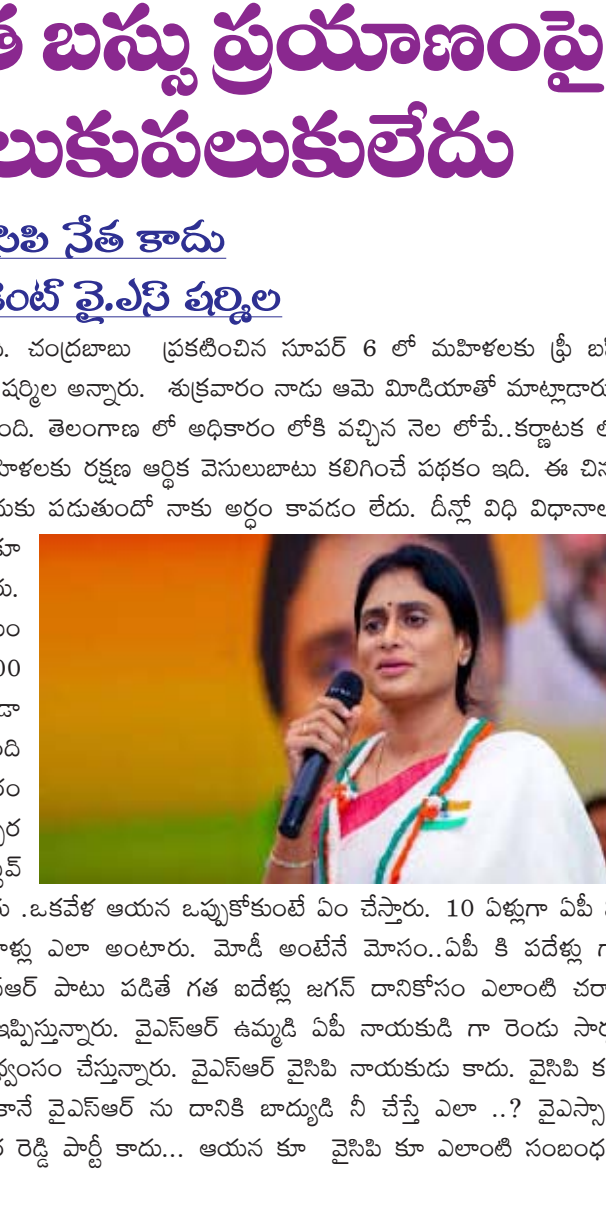 త బస్సు ప్రయాణంపై
లుకుపలుకులేదు
సిపి నేత కాదు
డెంట్ వై.ఎస్ షర్మిల
చంద్రబాబు ప్రకటించిన సూపర్ 6 లో మహిళలకు ఫ్రీ
షర్మిల అన్నారు. శుక్రవారం నాడు ఆమె మీడియాతో మాట్లాడారు
ంది. తెలంగాణ లో అధికారం లోకి వచ్చిన నెల లోపే..కర్ణాటక
హిళలకు రక్షణ ఆర్థిక వెసులుబాటు కలిగించే పథకం ఇది. ఈ చిన
దుకు పడుతుందో నాకు అర్ధం కావడం లేదు. దీన్లో విధి విధానాల
కూ
రు.
ం
00
డా
ంది
రం
ర
వ్
.ఒకవేళ ఆయన ఒప్పుకోకుంటే ఏం చేస్తారు. 10 ఏళ్లుగా ఏపీ
ాళ్లు ఎలా అంటారు. మోడీ అంటేనే మోసం..ఏపీ కి పదేళ్లు
ఎస్ఆర్ పాటు పడితే గత ఐదేళ్లు జగన్ దానికోసం ఎలాంటి
ఇప్పిస్తున్నారు. వైఎస్ఆర్ ఉమ్మడి ఏపీ నాయకుడి గా రెండు
ధ్వంసం చేస్తున్నారు. వైఎస్ఆర్ వైసిపి నాయకుడు కాదు. వైసిపి
కానే వైఎస్ఆర్ ను దానికి బాద్యుడి నీ చేస్తే ఎలా ..?
రెడ్డి పార్టీ కాదు... ఆయన కూ వైసిపి కూ ఎలాంటి సంబంధ